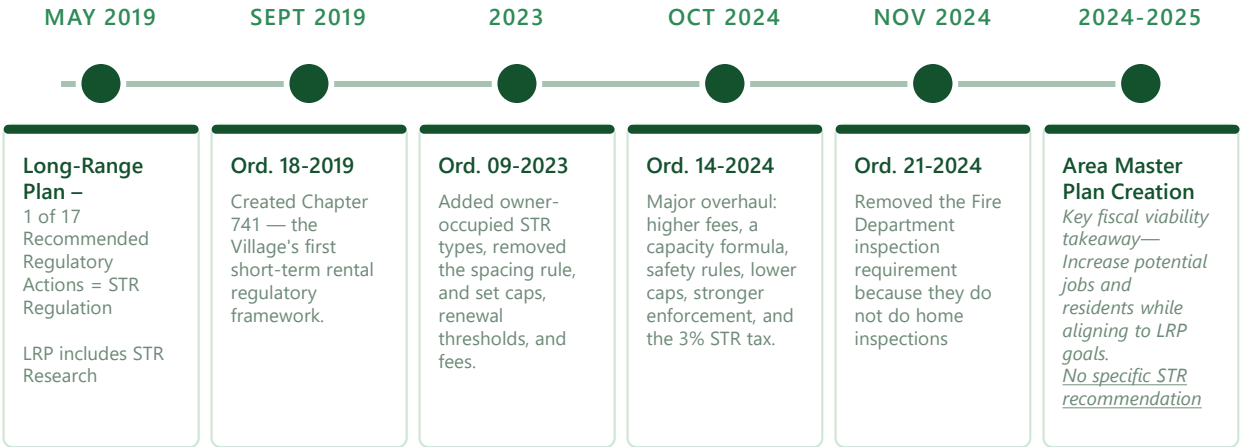 MAY 2019
SEPT 2019
2023
OCT 2024
NOV 2024
2024-2025
Long-Range
Plan –
1 of 17
Recommended
Regulatory
Actions = STR
Regulation
LRP includes STR
Research
Ord. 18-2019
Created Chapter
741 — the
Village's first
short-term rental
regulatory
framework.
Ord. 09-2023
Added owner-
occupied STR
types, removed
the spacing rule,
and set caps,
renewal
thresholds, and
fees.
Ord. 14-2024
Major overhaul:
higher fees, a
capacity formula,
safety rules, lower
caps, stronger
enforcement, and
the 3% STR tax.
Ord. 21-2024
Removed the Fire
Department
inspection
requirement
because they do
not do home
inspections
Area Master
Plan Creation
Key fiscal viability
takeaway—
Increase potential
jobs and
residents while
aligning to LRP
goals.
No specific STR
recommendation